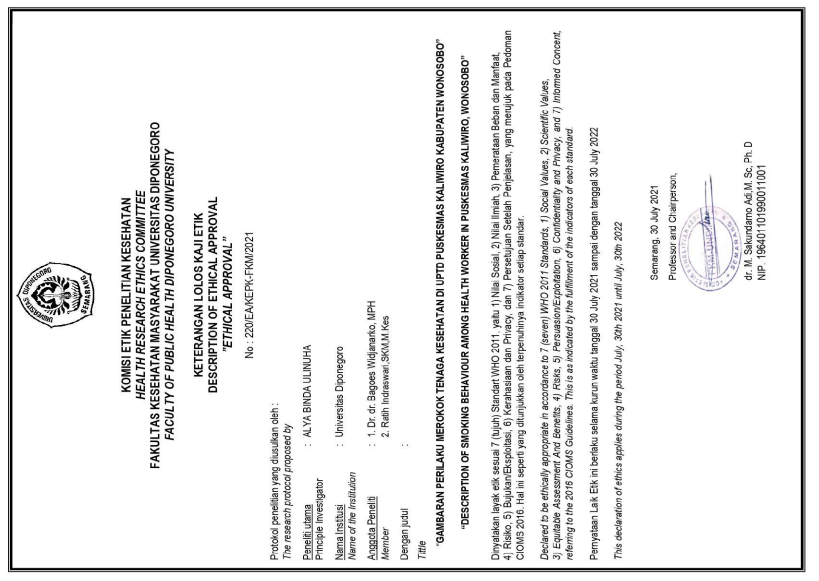 UNIVERSITAS DIPONEGORO
SEMARANG
KOMISI ETIK PENELITIAN KESEHATAN
HEALTH RESEARCH ETHICS COMMITTEE
FAKULTAS KESEHATAN MASYARAKAT UNIVERSITAS DIPONEGORO
FACULTY OF PUBLIC HEALTH DIPONEGORO UNIVERSITY
KETERANGAN LOLOS KAJI ETIK
DESCRIPTION OF ETHICAL APPROVAL
"ETHICAL APPROVAL"
No : 220/EA/KEPK-FKM/2021
Protokol penelitian yang diusulkan oleh :
The research protocol proposed by
Peneliti utama : ALYA BINDA ULINUHA
Principle Investigator
Nama Institusi : Universitas Diponegoro
Name of the Institution
Anggota Peneliti : 1. Dr. dr. Bagoes Widjanarko, MPH
Member 2. Ratih Indraswari,SKM,M.Kes
Dengan judul :
Tittle
"GAMBARAN PERILAKU MEROKOK TENAGA KESEHATAN DI UPTD PUSKESMAS KALIWIRO KABUPATEN WONOSOBO"
"DESCRIPTION OF SMOKING BEHAVIOUR AMONG HEALTH WORKER IN PUSKESMAS KALIWIRO, WONOSOBO"
Dinyatakan layak etik sesuai 7 (tujuh) Standart WHO 2011, yaitu 1)Nilai Sosial, 2) Nilai Ilmiah, 3) Pemerataan Beban dan Manfaat,
4) Risiko, 5) Bujukan/Eksploitasi, 6) Kerahasiaan dan Privacy, dan 7) Persetujuan Setelah Penjelasan, yang merujuk pada Pedoman
CIOMS 2016. Hal ini seperti yang ditunjukkan oleh terpenuhinya indikator setiap standar.
Declared to be ethically appropriate in accordance to 7 (seven) WHO 2011 Standards, 1) Social Values, 2) Scientific Values,
3) Equitable Assessment And Benefits, 4) Risks, 5) Persuasion/Exploitation, 6) Confidentiality and Privacy, and 7) Informed Concent,
referring to the 2016 CIOMS Guidelines. This is as indicated by the fulfilment of the indicators of each standard.
Pernyataan Laik Etik ini berlaku selama kurun waktu tanggal 30 July 2021 sampai dengan tanggal 30 July 2022
This declaration of ethics applies during the period July, 30th 2021 until July, 30th 2022
Semarang, 30 July 2021
Professor and Chairperson,
SEMARANG
dr. M. Sakundarno Adi,M. Sc, Ph. D
NIP. 196401101990011001